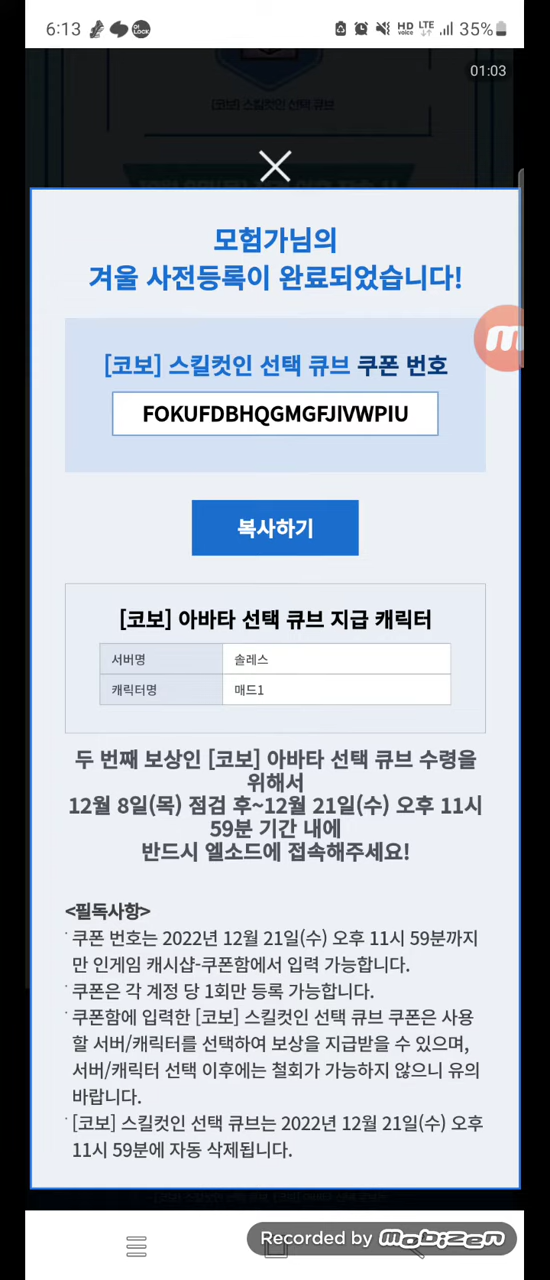 6:13
HD voice LTE 35%
01:03
[코보] 스킬컷인 선택 큐브
모험가님의
겨울 사전등록이 완료되었습니다!
[코보] 스킬컷인 선택 큐브 쿠폰 번호
FOKUFDBHQGMGFJIVWPIU
복사하기
[코보] 아바타 선택 큐브 지급 캐릭터
서버명 솔레스
캐릭터명 매드1
두 번째 보상인 [코보] 아바타 선택 큐브 수령을
위해서
12월 8일(목) 점검 후~12월 21일(수) 오후 11시
59분 기간 내에
반드시 엘소드에 접속해주세요!
<필독사항>
· 쿠폰 번호는 2022년 12월 21일(수) 오후 11시 59분까지
만 인게임 캐시샵-쿠폰함에서 입력 가능합니다.
· 쿠폰은 각 계정 당 1회만 등록 가능합니다.
· 쿠폰함에 입력한 [코보] 스킬컷인 선택 큐브 쿠폰은 사용
할 서버/캐릭터를 선택하여 보상을 지급받을 수 있으며,
서버/캐릭터 선택 이후에는 철회가 가능하지 않으니 유의
바랍니다.
· [코보] 스킬컷인 선택 큐브는 2022년 12월 21일(수) 오후
11시 59분에 자동 삭제됩니다.
Recorded by mobizen